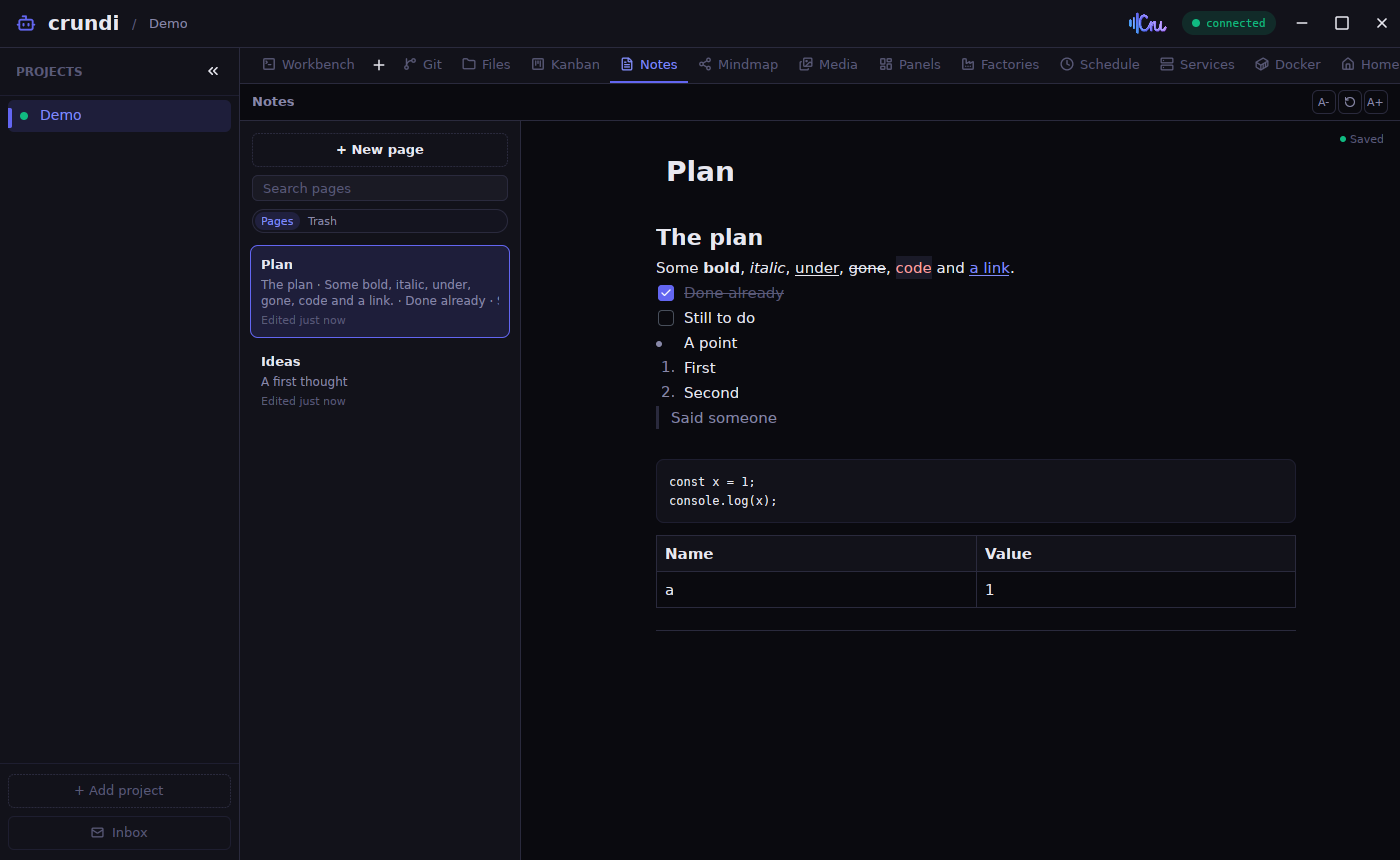 crundi / Demo
Cru
connected
PROJECTS
Workbench + Git Files Kanban Notes Mindmap Media Panels Factories Schedule Services Docker Home
Demo
Notes
A- A+
+ New page
Search pages
Pages Trash
Plan
The plan · Some bold, italic, under,
gone, code and a link. · Done already ·
Edited just now
Ideas
A first thought
Edited just now
Saved
Plan
The plan
Some bold, italic, under, gone, code and a link.
Done already
Still to do
A point
1. First
2. Second
Said someone
const x = 1;
console.log(x);
Name Value
a 1
+ Add project
Inbox